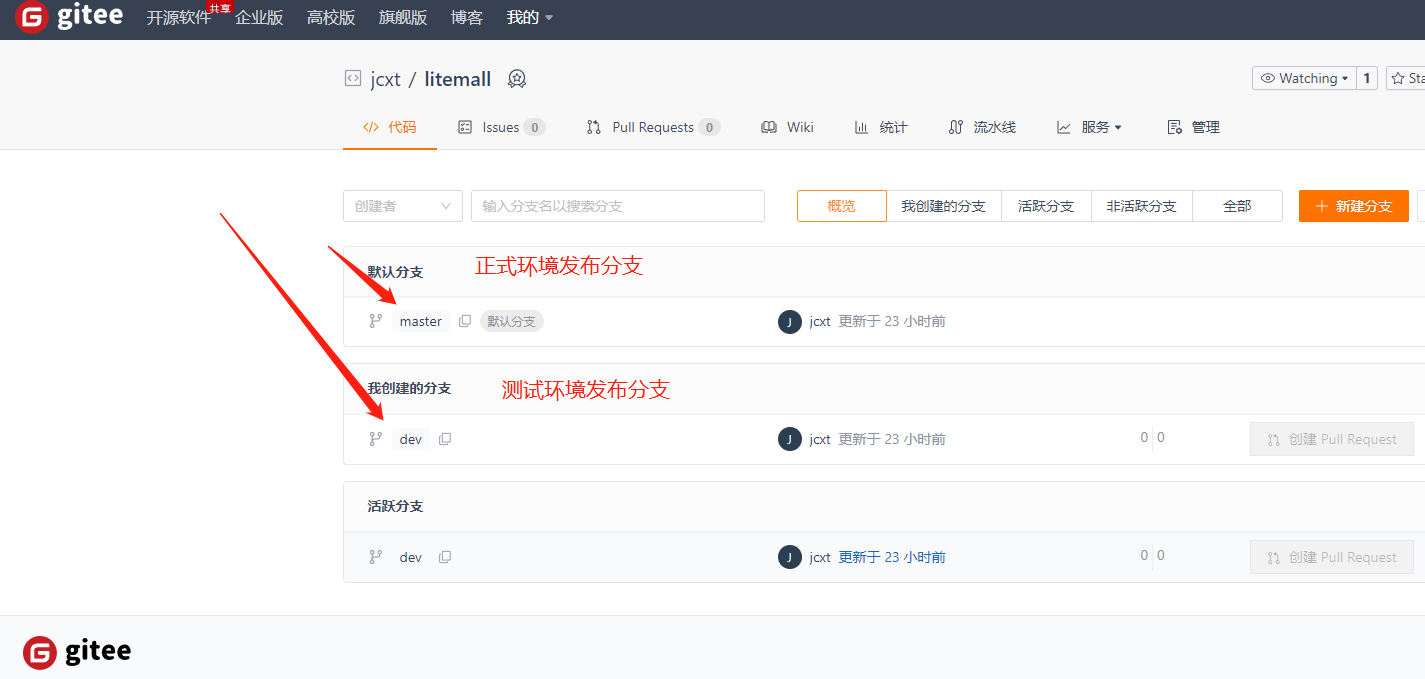 gitee 开源软件 共享 企业版 高校版 旗舰版 博客 我的
jcxt / litemall Watching 1 Sta
代码 Issues 0 Pull Requests 0 Wiki 统计 流水线 服务 管理
创建者 输入分支名以搜索分支 概览 我创建的分支 活跃分支 非活跃分支 全部 + 新建分支
默认分支 正式环境发布分支
master 默认分支 J jcxt 更新于 23 小时前
我创建的分支 测试环境发布分支
dev J jcxt 更新于 23 小时前 0 0 创建 Pull Request
活跃分支
dev J jcxt 更新于 23 小时前 0 0 创建 Pull Request
gitee